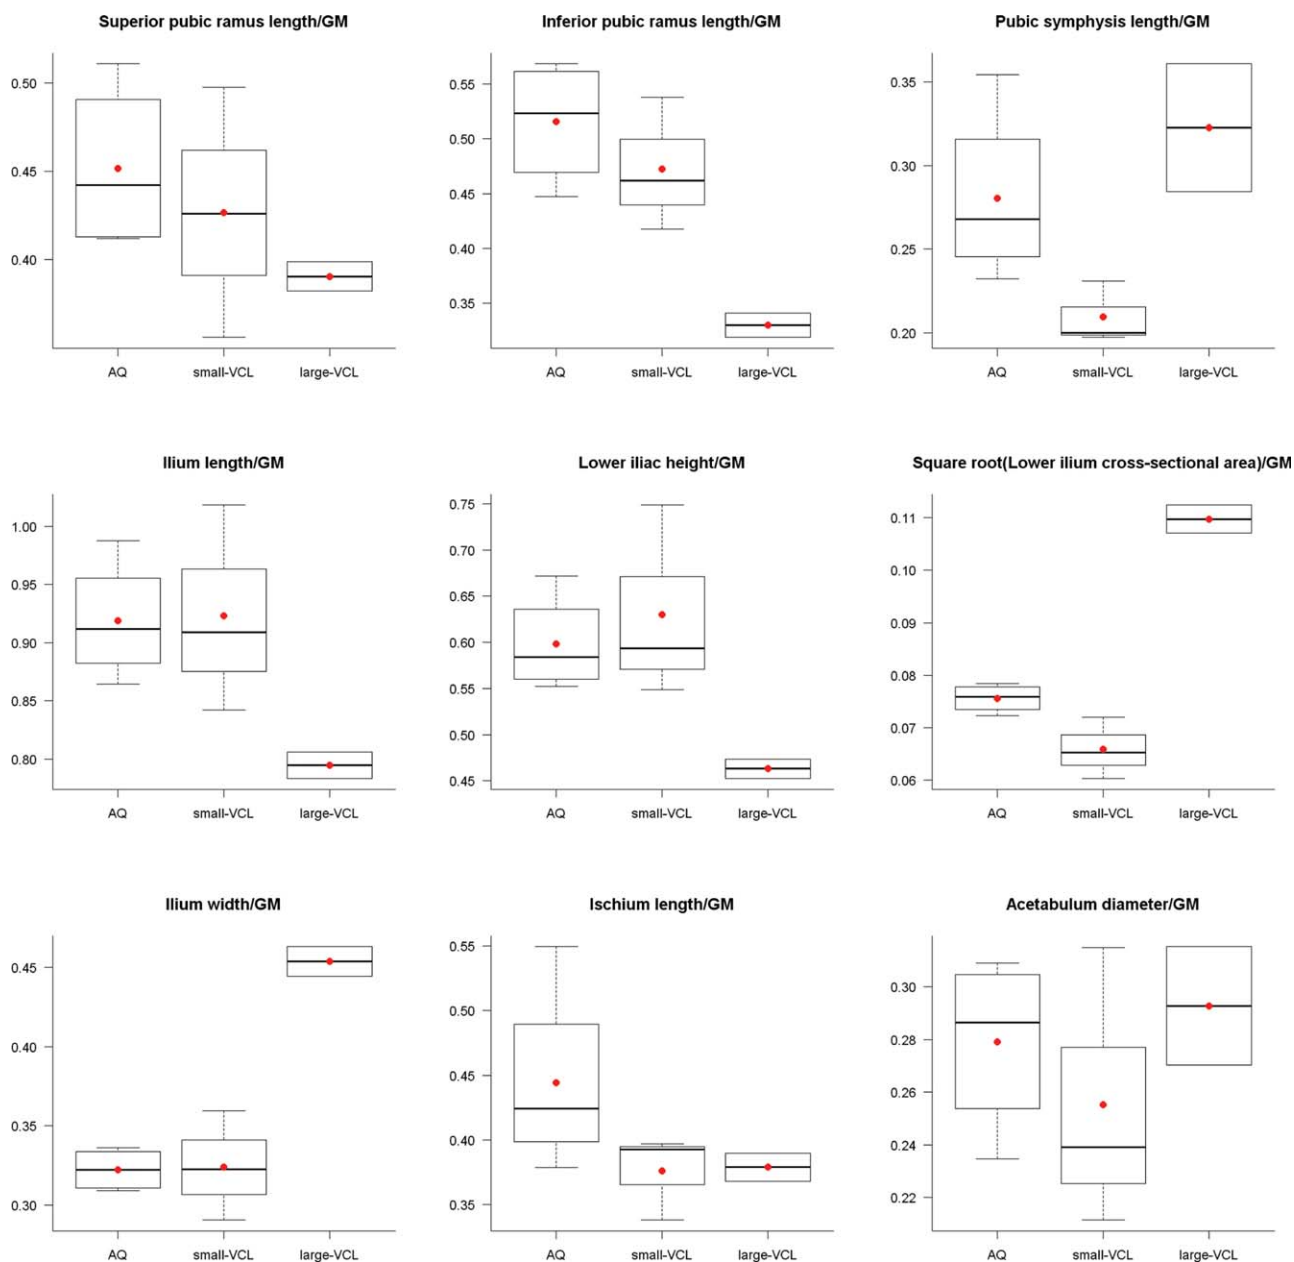 Superior pubic ramus length/GM
0.50
0.45
0.40
AQ small-VCL large-VCL
Inferior pubic ramus length/GM
0.55
0.50
0.45
0.40
0.35
AQ small-VCL large-VCL
Pubic symphysis length/GM
0.35
0.30
0.25
0.20
AQ small-VCL large-VCL
Ilium length/GM
1.00
0.95
0.90
0.85
0.80
AQ small-VCL large-VCL
Lower iliac height/GM
0.75
0.70
0.65
0.60
0.55
0.50
0.45
AQ small-VCL large-VCL
Square root(Lower ilium cross-sectional area)/GM
0.11
0.10
0.09
0.08
0.07
0.06
AQ small-VCL large-VCL
Ilium width/GM
0.45
0.40
0.35
0.30
AQ small-VCL large-VCL
Ischium length/GM
0.55
0.50
0.45
0.40
0.35
AQ small-VCL large-VCL
Acetabulum diameter/GM
0.30
0.28
0.26
0.24
0.22
AQ small-VCL large-VCL